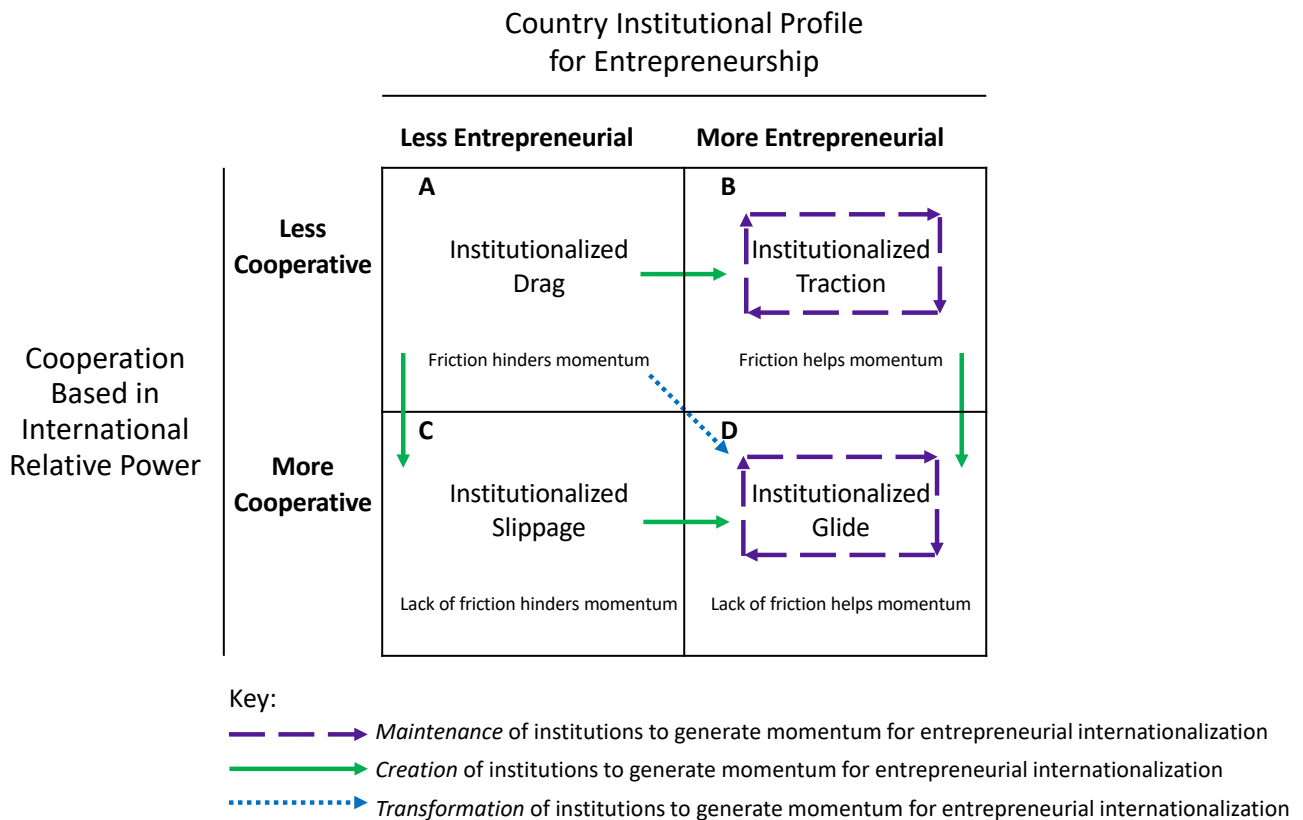 Country Institutional Profile
for Entrepreneurship
Less Entrepreneurial
More Entrepreneurial
Cooperation
Based in
International
Relative Power
Less
Cooperative
A
Institutionalized
Drag
Friction hinders momentum
B
Institutionalized
Traction
Friction helps momentum
More
Cooperative
C
Institutionalized
Slippage
Lack of friction hinders momentum
D
Institutionalized
Glide
Lack of friction helps momentum
Key:
Maintenance of institutions to generate momentum for entrepreneurial internationalization
Creation of institutions to generate momentum for entrepreneurial internationalization
Transformation of institutions to generate momentum for entrepreneurial internationalization